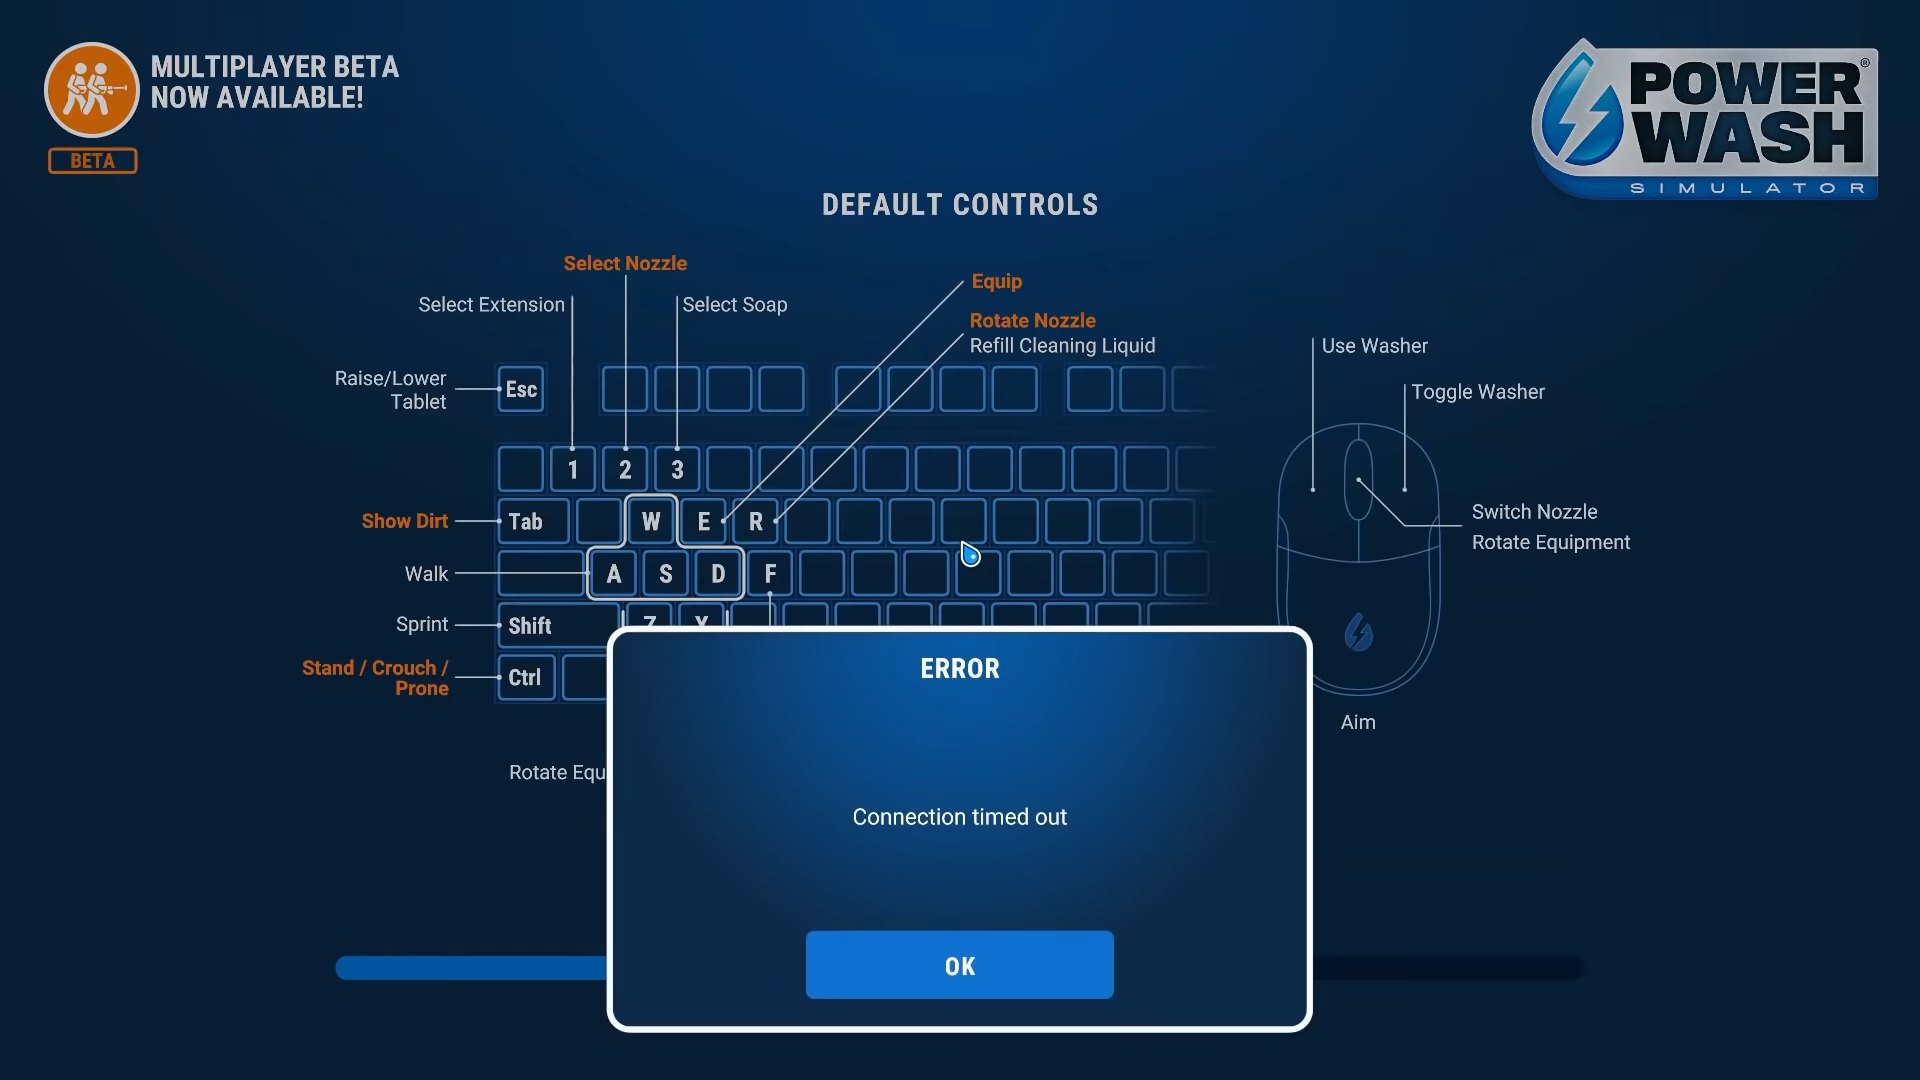 MULTIPLAYER BETA
NOW AVAILABLE!
BETA
POWER®
WASH
SIMULATOR
DEFAULT CONTROLS
Select Nozzle
Equip
Select Extension
Select Soap
Rotate Nozzle
Refill Cleaning Liquid
Use Washer
Raise/Lower
Tablet
Esc
Toggle Washer
1 2 3
Switch Nozzle
Rotate Equipment
Show Dirt
Tab W E R
Walk
A S D F
Sprint
Shift Z X
Stand / Crouch /
Prone
Ctrl
Aim
Rotate Equ
ERROR
Connection timed out
OK